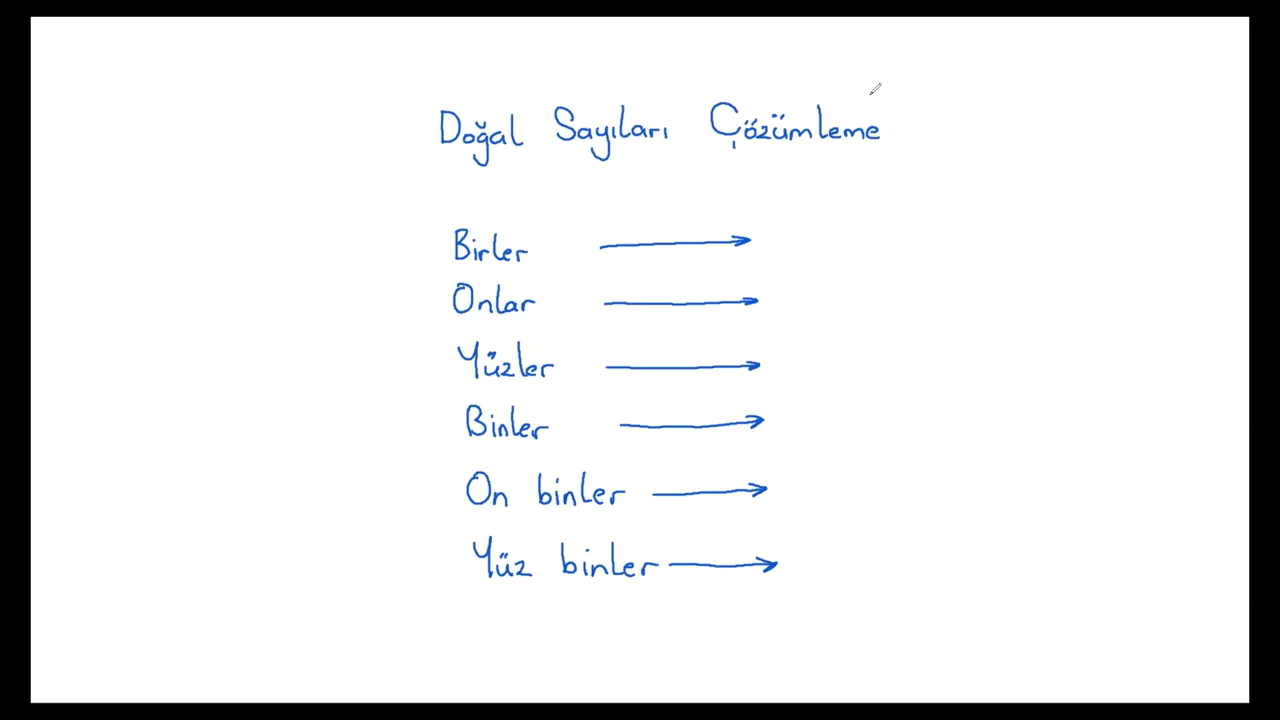 Doğal Sayıları Çözümleme
Birler →
Onlar →
Yüzler →
Binler →
On binler →
Yüz binler →